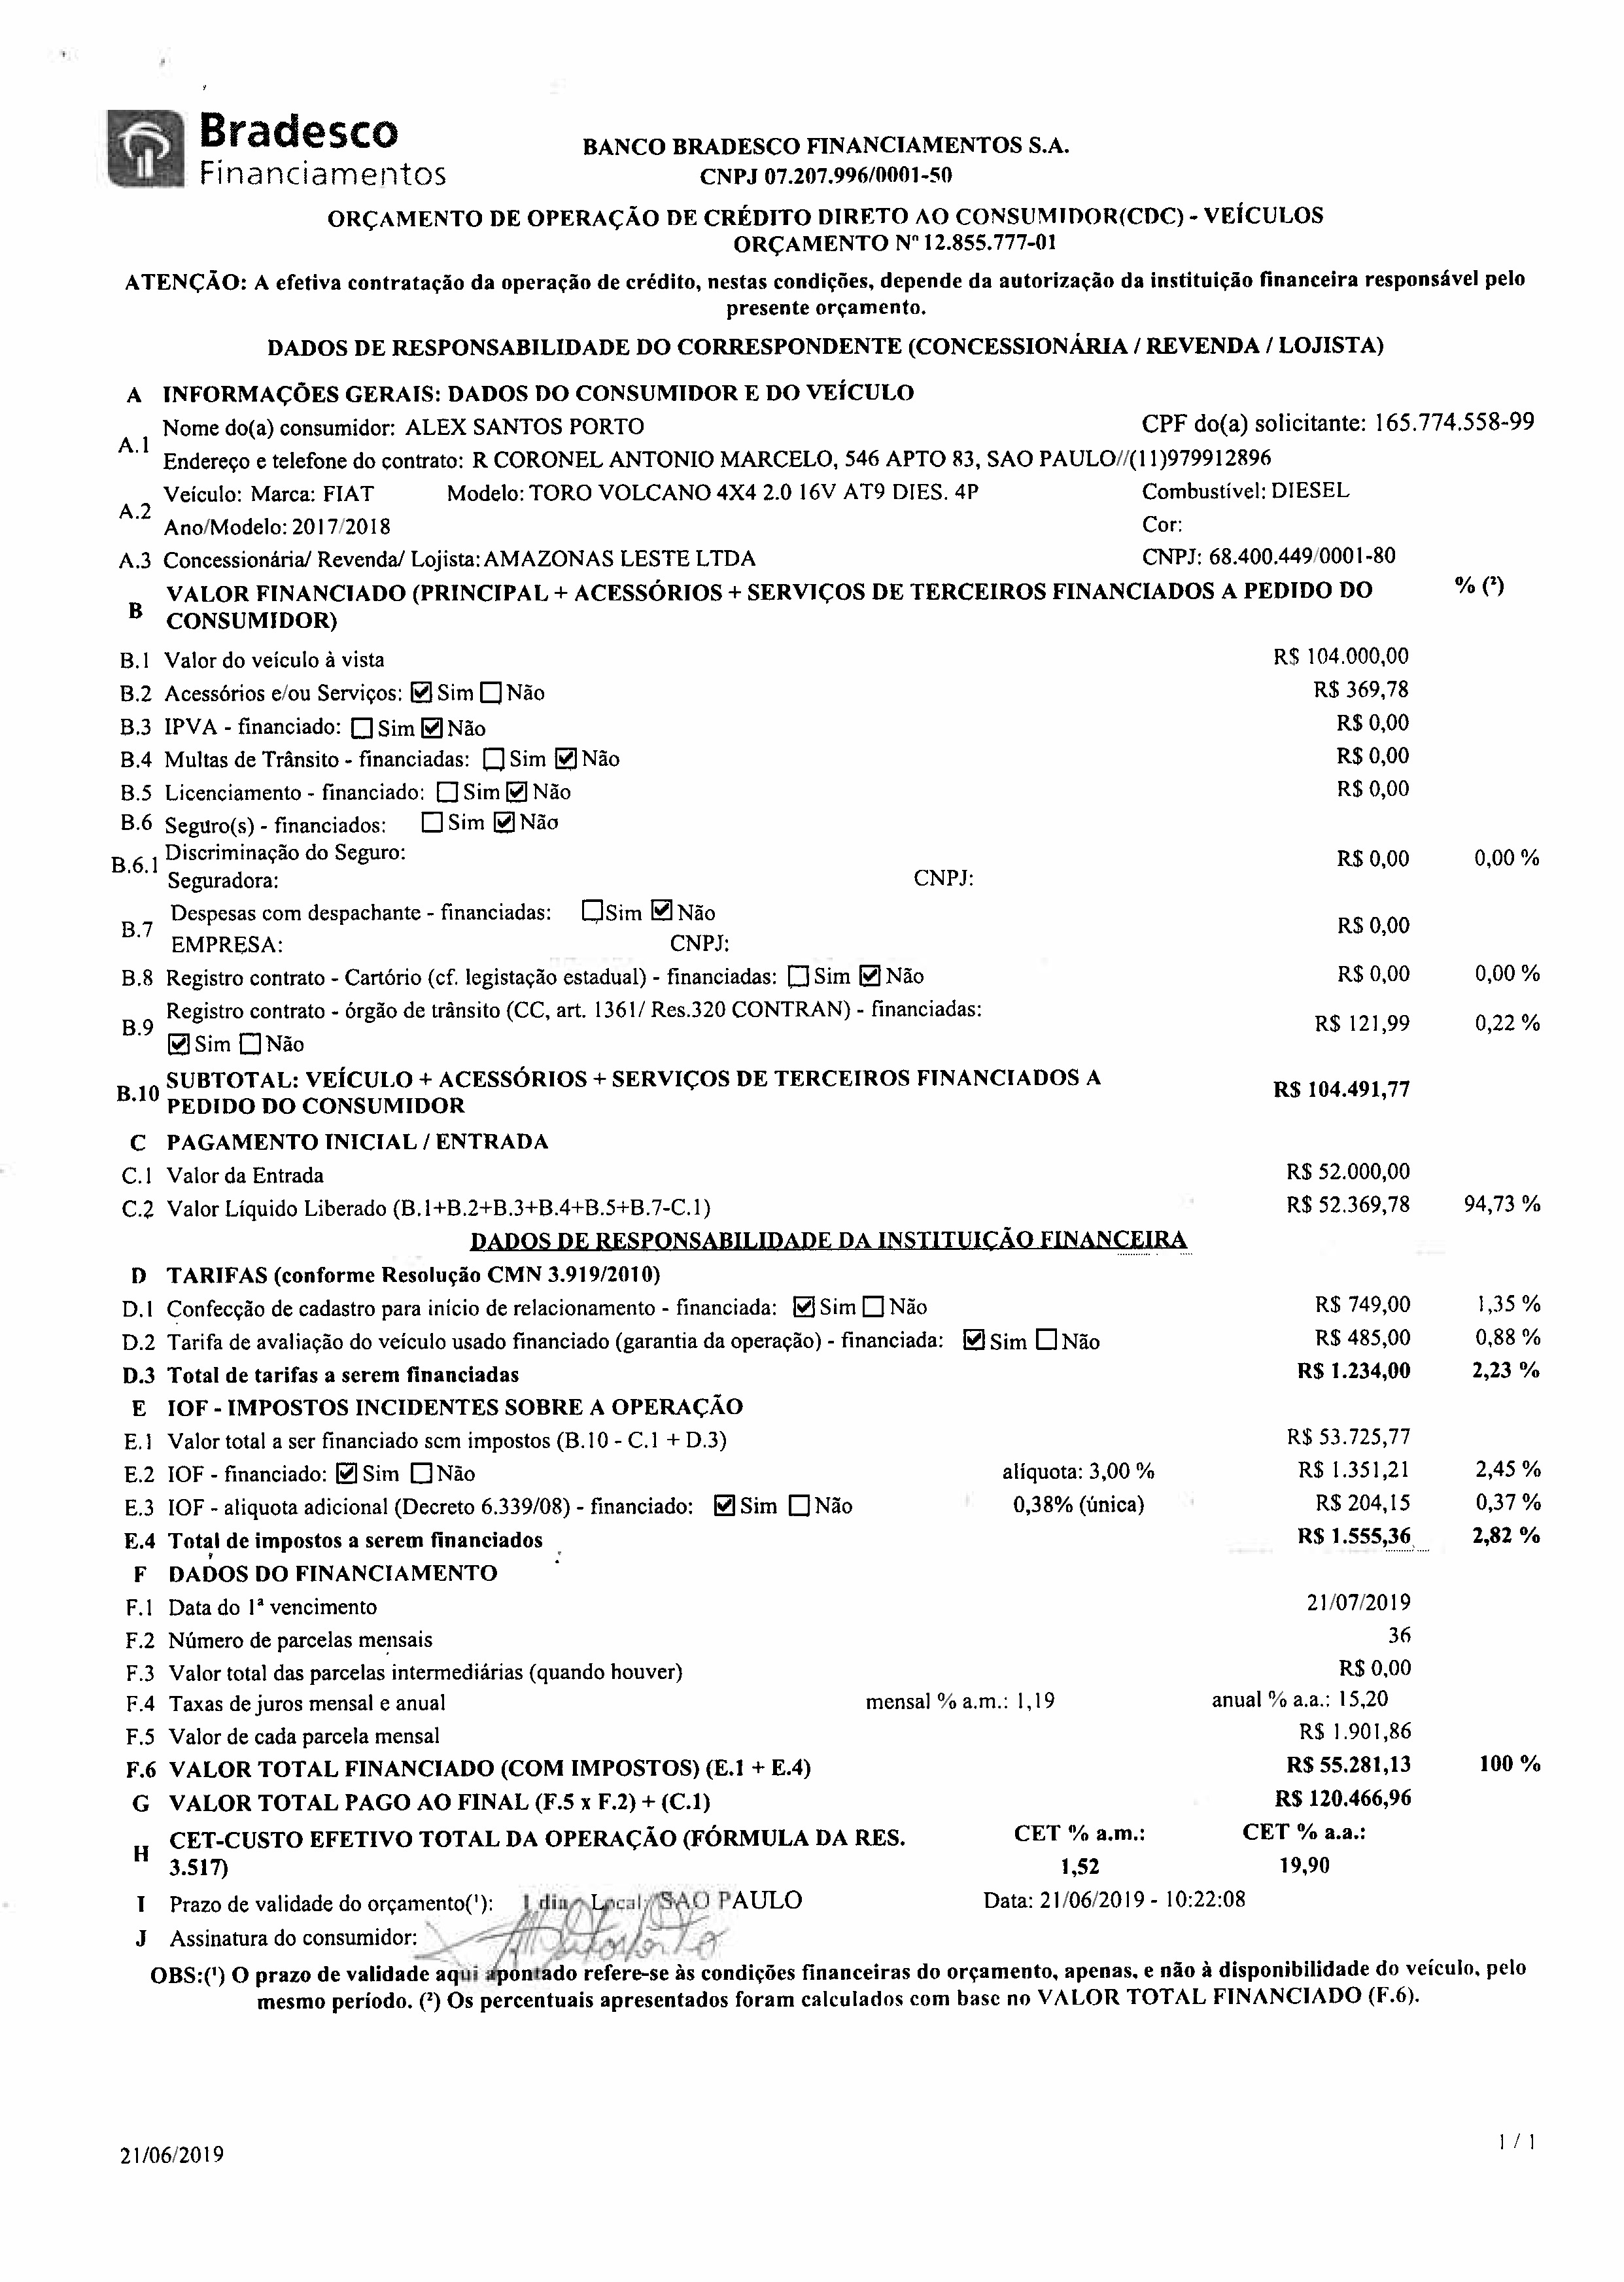 Bradesco
Financiamentos
BANCO BRADESCO FINANCIAMENTOS S.A.
CNPJ 07.207.996/0001-50
ORÇAMENTO DE OPERAÇÃO DE CRÉDITO DIRETO AO CONSUMIDOR(CDC) - VEÍCULOS
ORÇAMENTO Nº 12.855.777-01
ATENÇÃO: A efetiva contratação da operação de crédito, nestas condições, depende da autorização da instituição financeira responsável pelo
presente orçamento.
DADOS DE RESPONSABILIDADE DO CORRESPONDENTE (CONCESSIONÁRIA / REVENDA / LOJISTA)
A INFORMAÇÕES GERAIS: DADOS DO CONSUMIDOR E DO VEÍCULO
A.1 Nome do(a) consumidor: ALEX SANTOS PORTO CPF do(a) solicitante: 165.774.558-99
Endereço e telefone do contrato: R CORONEL ANTONIO MARCELO, 546 APTO 83, SAO PAULO//(11)979912896
A.2 Veículo: Marca: FIAT Modelo: TORO VOLCANO 4X4 2.0 16V AT9 DIES. 4P Combustível: DIESEL
Ano/Modelo: 2017/2018 Cor:
A.3 Concessionária/ Revenda/ Lojista: AMAZONAS LESTE LTDA CNPJ: 68.400.449/0001-80
B VALOR FINANCIADO (PRINCIPAL + ACESSÓRIOS + SERVIÇOS DE TERCEIROS FINANCIADOS A PEDIDO DO % (²)
CONSUMIDOR)
B.1 Valor do veículo à vista R$ 104.000,00
B.2 Acessórios e/ou Serviços: ☑ Sim ☐ Não R$ 369,78
B.3 IPVA - financiado: ☐ Sim ☑ Não R$ 0,00
B.4 Multas de Trânsito - financiadas: ☐ Sim ☑ Não R$ 0,00
B.5 Licenciamento - financiado: ☐ Sim ☑ Não R$ 0,00
B.6 Seguro(s) - financiados: ☐ Sim ☑ Não
B.6.1 Discriminação do Seguro: R$ 0,00 0,00 %
Seguradora: CNPJ:
B.7 Despesas com despachante - financiadas: ☐ Sim ☑ Não R$ 0,00
EMPRESA: CNPJ:
B.8 Registro contrato - Cartório (cf. legistação estadual) - financiadas: ☐ Sim ☑ Não R$ 0,00 0,00 %
B.9 Registro contrato - órgão de trânsito (CC, art. 1361/ Res.320 CONTRAN) - financiadas: R$ 121,99 0,22 %
☑ Sim ☐ Não
B.10 SUBTOTAL: VEÍCULO + ACESSÓRIOS + SERVIÇOS DE TERCEIROS FINANCIADOS A R$ 104.491,77
PEDIDO DO CONSUMIDOR
C PAGAMENTO INICIAL / ENTRADA
C.1 Valor da Entrada R$ 52.000,00
C.2 Valor Líquido Liberado (B.1+B.2+B.3+B.4+B.5+B.7-C.1) R$ 52.369,78 94,73 %
DADOS DE RESPONSABILIDADE DA INSTITUIÇÃO FINANCEIRA
D TARIFAS (conforme Resolução CMN 3.919/2010)
D.1 Confecção de cadastro para início de relacionamento - financiada: ☑ Sim ☐ Não R$ 749,00 1,35 %
D.2 Tarifa de avaliação do veículo usado financiado (garantia da operação) - financiada: ☑ Sim ☐ Não R$ 485,00 0,88 %
D.3 Total de tarifas a serem financiadas R$ 1.234,00 2,23 %
E IOF - IMPOSTOS INCIDENTES SOBRE A OPERAÇÃO
E.1 Valor total a ser financiado sem impostos (B.10 - C.1 + D.3) R$ 53.725,77
E.2 IOF - financiado: ☑ Sim ☐ Não alíquota: 3,00 % R$ 1.351,21 2,45 %
E.3 IOF - alíquota adicional (Decreto 6.339/08) - financiado: ☑ Sim ☐ Não 0,38% (única) R$ 204,15 0,37 %
E.4 Total de impostos a serem financiados R$ 1.555,36 2,82 %
F DADOS DO FINANCIAMENTO
F.1 Data do 1ª vencimento 21/07/2019
F.2 Número de parcelas mensais 36
F.3 Valor total das parcelas intermediárias (quando houver) R$ 0,00
F.4 Taxas de juros mensal e anual mensal % a.m.: 1,19 anual % a.a.: 15,20
F.5 Valor de cada parcela mensal R$ 1.901,86
F.6 VALOR TOTAL FINANCIADO (COM IMPOSTOS) (E.1 + E.4) R$ 55.281,13 100 %
G VALOR TOTAL PAGO AO FINAL (F.5 x F.2) + (C.1) R$ 120.466,96
H CET-CUSTO EFETIVO TOTAL DA OPERAÇÃO (FÓRMULA DA RES. CET % a.m.: CET % a.a.:
3.517) 1,52 19,90
I Prazo de validade do orçamento(¹): 1 dia Local: SAO PAULO Data: 21/06/2019 - 10:22:08
J Assinatura do consumidor:
OBS:(¹) O prazo de validade aqui apontado refere-se às condições financeiras do orçamento, apenas, e não à disponibilidade do veículo, pelo
mesmo período. (²) Os percentuais apresentados foram calculados com base no VALOR TOTAL FINANCIADO (F.6).
21/06/2019 1 / 1